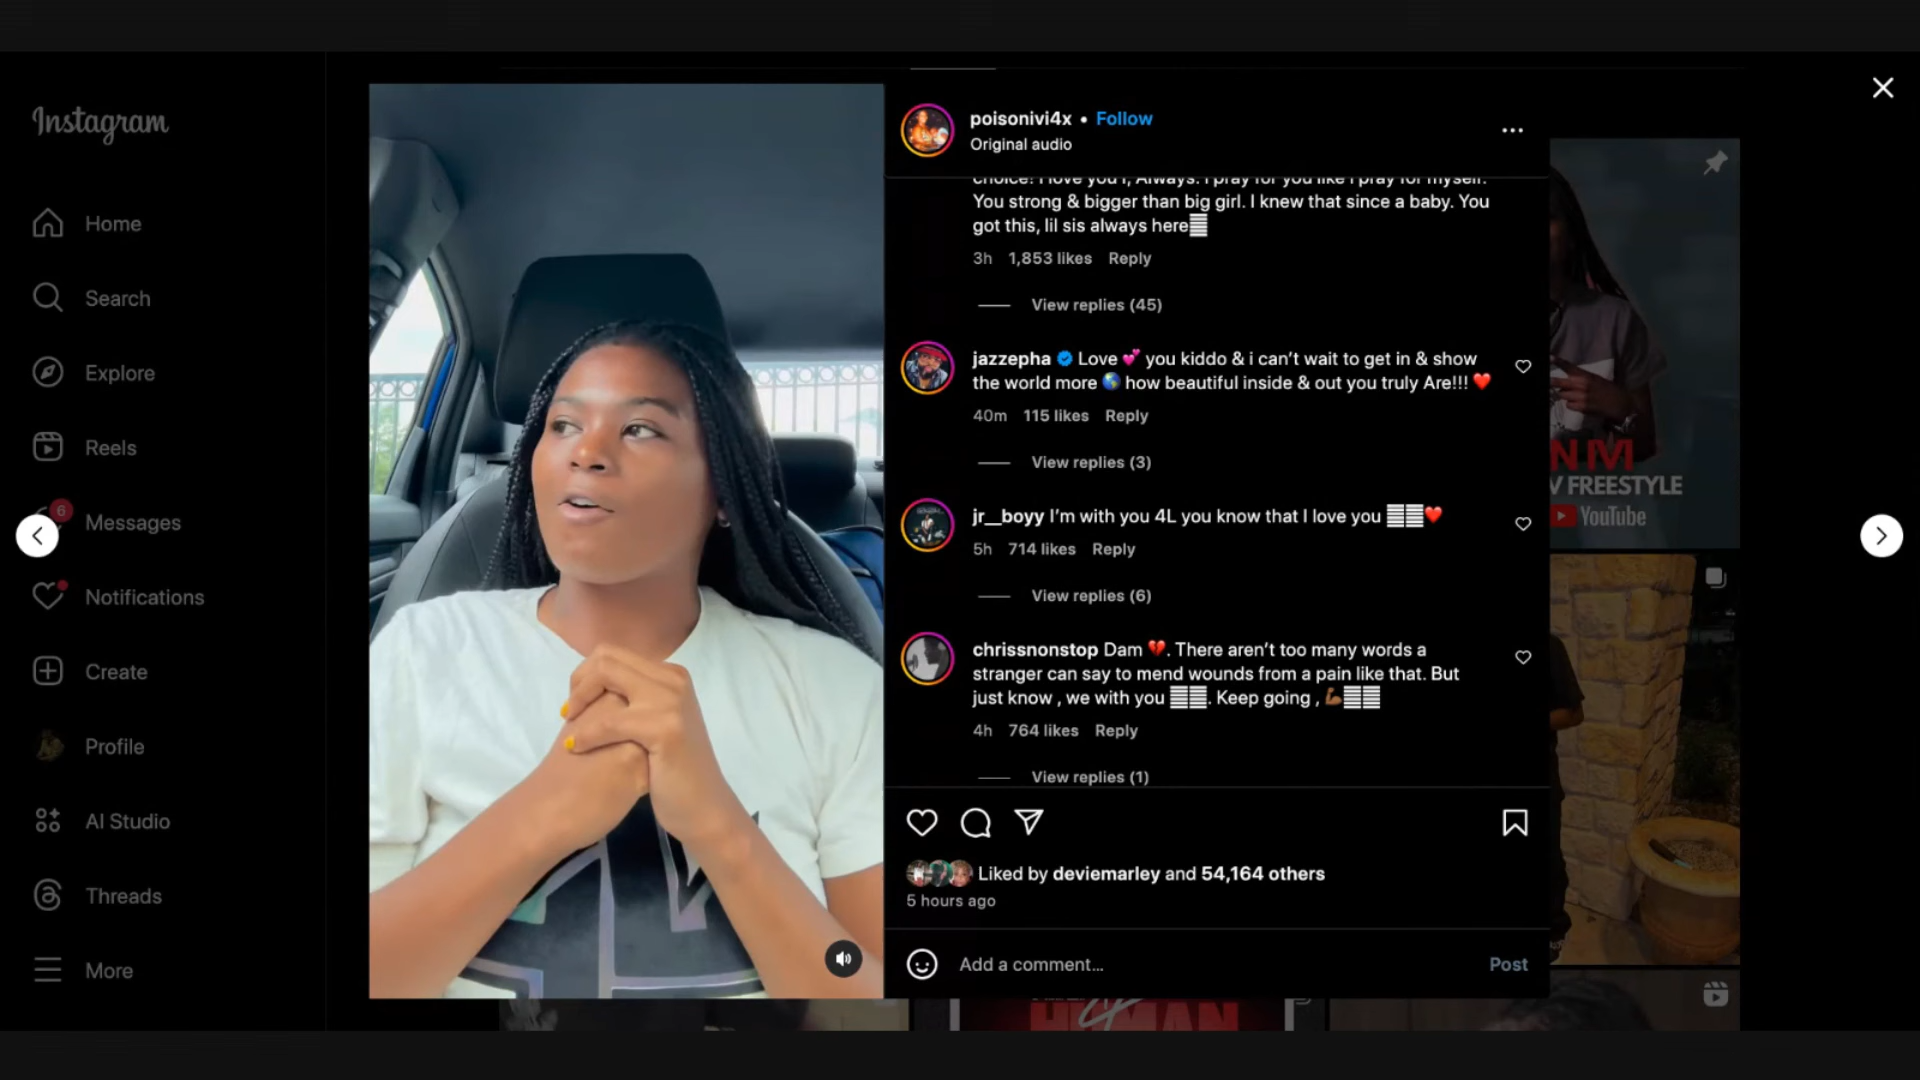 Instagram
Home
Search
Explore
Reels
6
Messages
Notifications
Create
Profile
AI Studio
Threads
More
poisonivi4x • Follow
Original audio
choice! I love you r, Always. I pray for you like I pray for myself.
You strong & bigger than big girl. I knew that since a baby. You
got this, lil sis always here
3h 1,853 likes Reply
View replies (45)
jazzepha Love 💕 you kiddo & i can’t wait to get in & show
the world more 🌎 how beautiful inside & out you truly Are!!! ❤️
40m 115 likes Reply
View replies (3)
jr__boyy I’m with you 4L you know that I love you ❤️
5h 714 likes Reply
View replies (6)
chrissnonstop Dam 💔. There aren’t too many words a
stranger can say to mend wounds from a pain like that. But
just know , we with you . Keep going , 💪🏾
4h 764 likes Reply
View replies (1)
Liked by deviemarley and 54,164 others
5 hours ago
Add a comment…
Post
N IVI
V FREESTYLE
YouTube